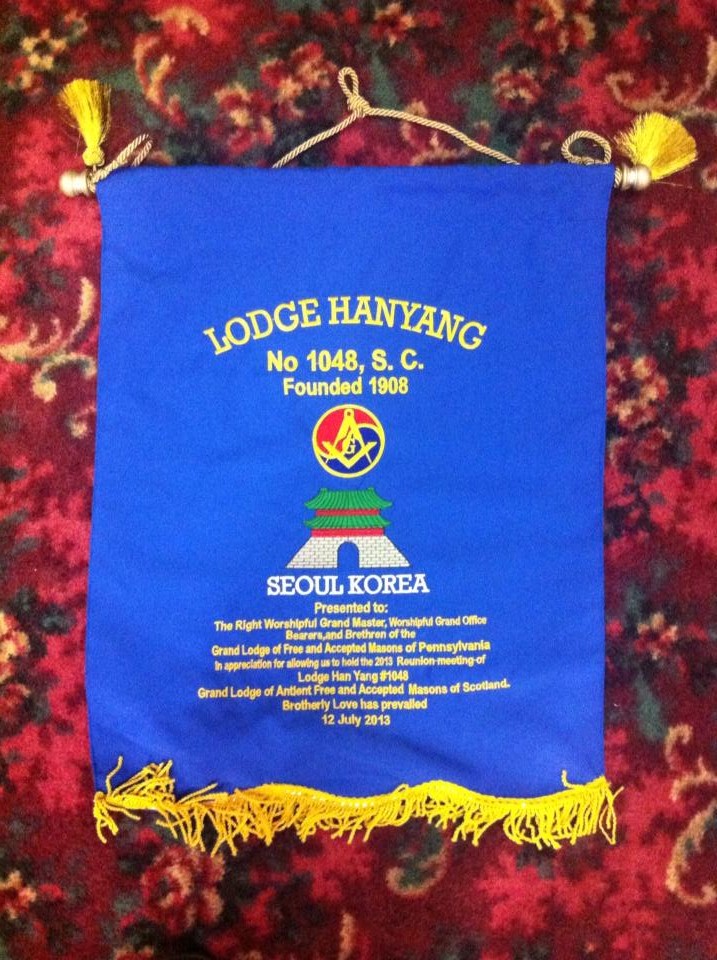 LODGE HANYANG
No 1048, S. C.
Founded 1908
G
SEOUL KOREA
Presented to:
The Right Worshipful Grand Master, Worshipful Grand Office
Bearers,and Brethren of the
Grand Lodge of Free and Accepted Masons of Pennsylvania
In appreciation for allowing us to hold the 2013 Reunion-meeting-of
Lodge Han Yang #1048
Grand Lodge of Antient Free and Accepted Masons of Scotland.
Brotherly Love has prevailed
12 July 2013